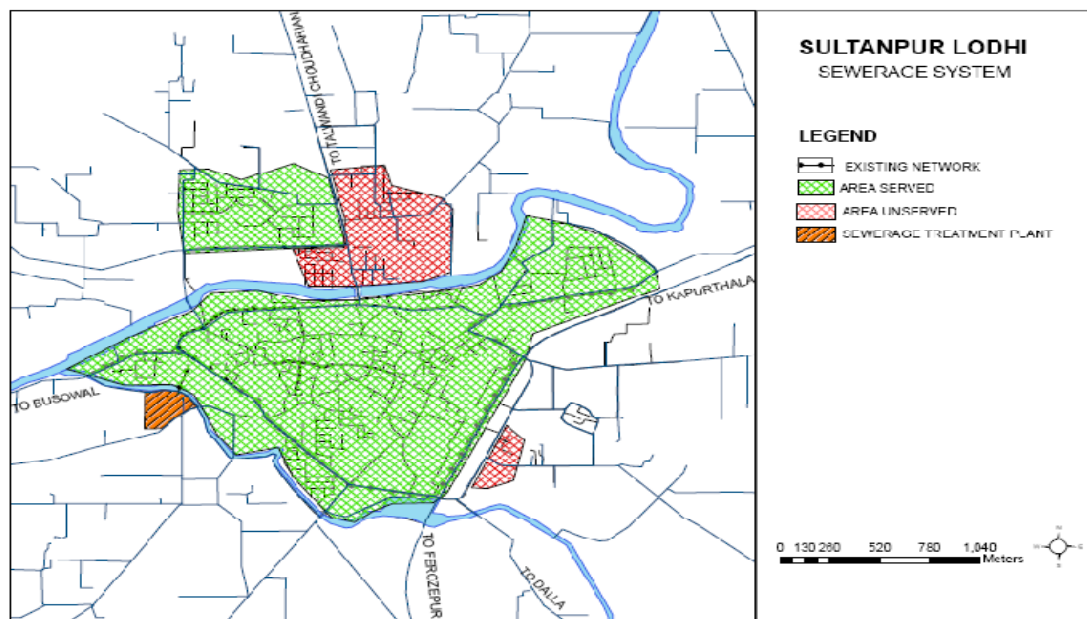 SULTANPUR LODHI
SEWERACE SYSTEM
LEGEND
EXISTING NETWORK
AREA SERVED
AREA UNSERVED
SEWERAGE TREATMENT PLANT
TO TALWANDI CHOUDHARIAN
TO KAPURTHALA
TO BUSOWAL
TO FERCZEPUR
TO DALLA
0 130 260 520 780 1,040
Meters
N
W E
S